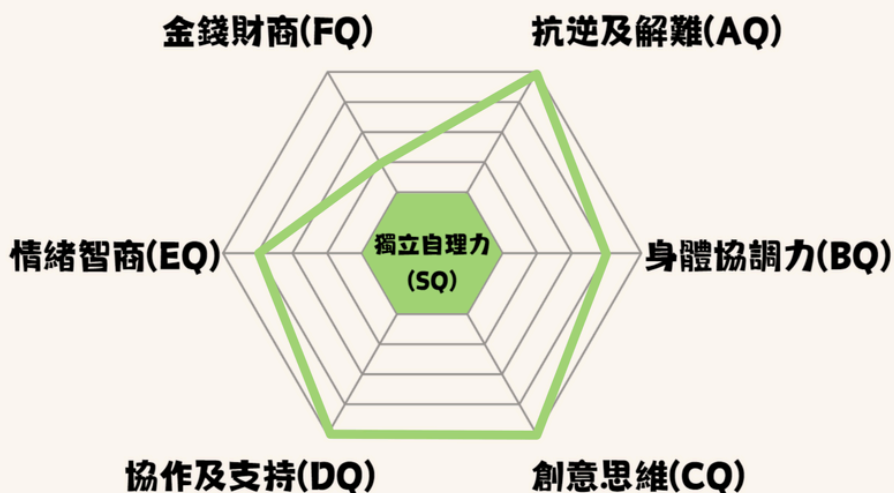 金錢財商(FQ)
抗逆及解難(AQ)
情緒智商(EQ)
獨立自理力
(SQ)
身體協調力(BQ)
協作及支持(DQ)
創意思維(CQ)